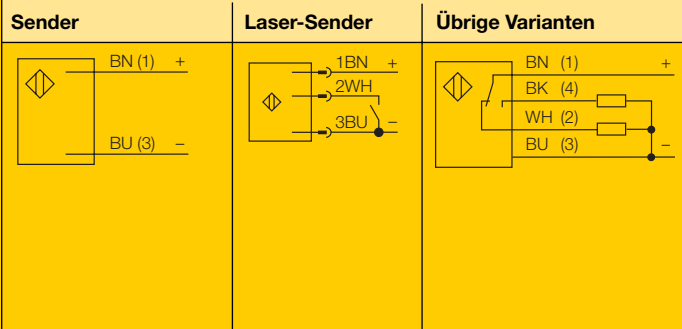 Sender
Laser-Sender
Übrige Varianten
BN (1) +
BU (3) –
1BN +
2WH
3BU –
BN (1) +
BK (4)
WH (2)
BU (3) –